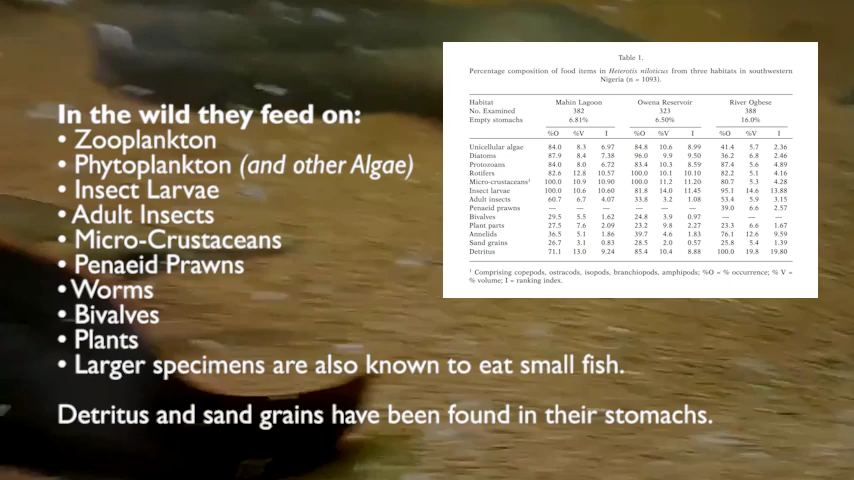 In the wild they feed on:
• Zooplankton
• Phytoplankton (and other Algae)
• Insect Larvae
• Adult Insects
• Micro-Crustaceans
• Penaeid Prawns
• Worms
• Bivalves
• Plants
• Larger specimens are also known to eat small fish.
Detritus and sand grains have been found in their stomachs.
Table 1.
Percentage composition of food items in Heterotis niloticus from three habitats in southwestern
Nigeria (n = 1093).
Habitat Mahin Lagoon Owena Reservoir River Ogbese
No. Examined 382 323 388
Empty stomachs 6.81% 6.50% 16.0%
%O %V I %O %V I %O %V I
Unicellular algae 84.0 8.3 6.97 84.8 10.6 8.99 41.4 5.7 2.36
Diatoms 87.9 8.4 7.38 96.0 9.9 9.50 36.2 6.8 2.46
Protozoans 84.0 8.0 6.72 83.4 10.1 8.39 87.4 5.6 4.89
Rotifers 82.6 12.8 10.57 100.0 10.1 10.10 82.2 5.1 4.16
Micro-crustaceans¹ 100.0 10.9 10.90 100.0 11.2 11.20 80.7 5.3 4.28
Insect larvae 100.0 10.6 10.60 81.8 14.0 11.45 95.1 14.6 13.88
Adult insects 60.7 6.7 4.07 33.8 3.2 1.08 53.4 5.9 3.15
Penaeid prawns — — — — — — 39.0 6.6 2.57
Bivalves 29.5 5.5 1.62 24.8 3.9 0.97 — — —
Plant parts 27.5 7.6 2.09 23.2 9.8 2.27 23.3 6.6 1.67
Annelids 36.5 5.1 1.86 39.7 4.6 1.83 76.1 12.6 9.59
Sand grains 26.7 3.1 0.83 28.5 2.0 0.57 25.8 5.4 1.39
Detritus 71.1 13.0 9.24 85.4 10.4 8.88 100.0 19.8 19.80
¹ Comprising copepods, ostracods, isopods, branchiopods, amphipods; %O = % occurrence; % V =
% volume; I = ranking index.